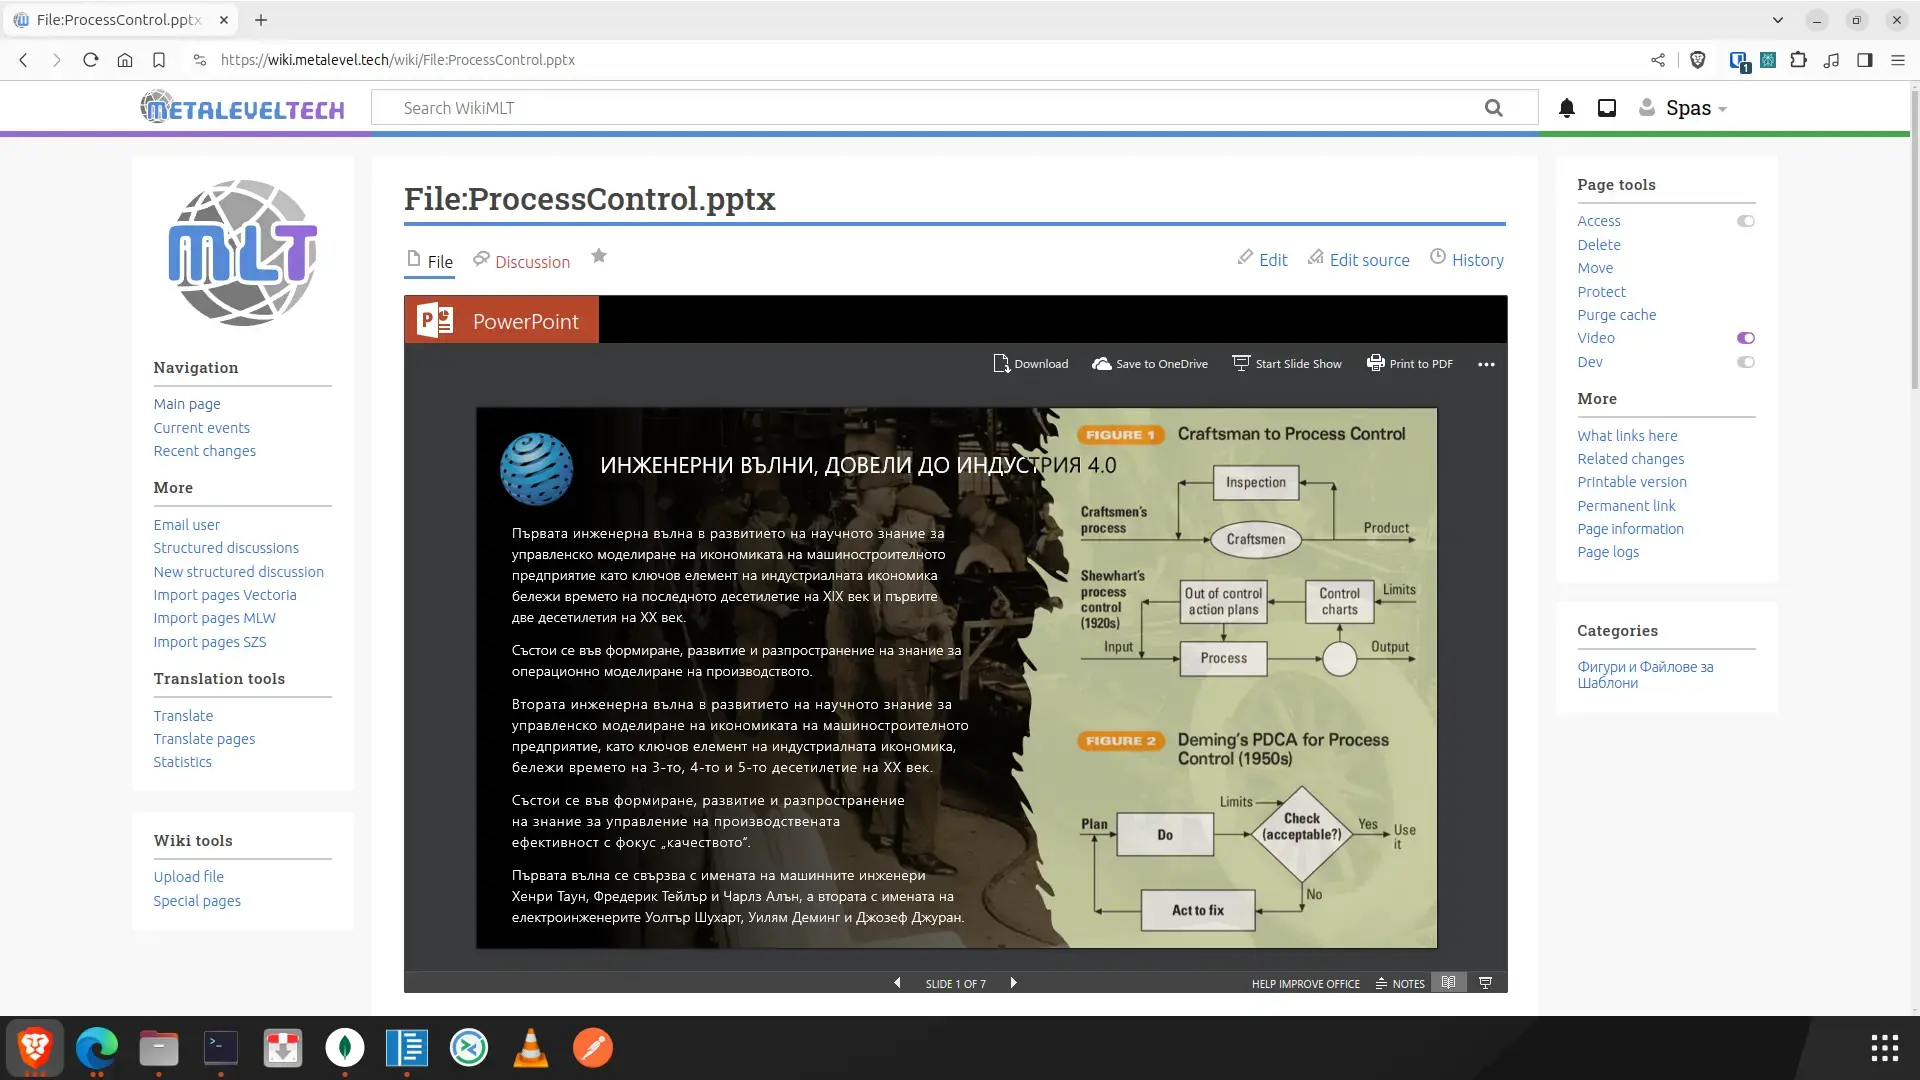 File:ProcessControl.pptx
https://wiki.metalevel.tech/wiki/File:ProcessControl.pptx
1
METALEVELTECH
Search WikiMLT
Spas
MLT
Navigation
Main page
Current events
Recent changes
More
Email user
Structured discussions
New structured discussion
Import pages Vectoria
Import pages MLW
Import pages SZS
Translation tools
Translate
Translate pages
Statistics
Wiki tools
Upload file
Special pages
File:ProcessControl.pptx
File
Discussion
Edit
Edit source
History
PowerPoint
Download
Save to OneDrive
Start Slide Show
Print to PDF
ИНЖЕНЕРНИ ВЪЛНИ, ДОВЕЛИ ДО ИНДУСТРИЯ 4.0
Първата инженерна вълна в развитието на научното знание за
управленско моделиране на икономиката на машиностроителното
предприятие като ключов елемент на индустриалната икономика
бележи времето на последното десетилетие на XIX век и първите
две десетилетия на XX век.
Състои се във формиране, развитие и разпространение на знание за
операционно моделиране на производството.
Втората инженерна вълна в развитието на научното знание за
управленско моделиране на икономиката на машиностроителното
предприятие, като ключов елемент на индустриалната икономика,
бележи времето на 3-то, 4-то и 5-то десетилетие на XX век.
Състои се във формиране, развитие и разпространение
на знание за управление на производствената
ефективност с фокус „качеството“.
Първата вълна се свързва с имената на машинните инженери
Хенри Таун, Фредерик Тейлър и Чарлз Алън, а втората с имената на
електроинженерите Уолтър Шухарт, Уилям Деминг и Джозеф Джуран.
FIGURE 1
Craftsman to Process Control
Inspection
Craftsmen's
process
Craftsmen
Product
Shewhart's
process
control
(1920s)
Out of control
action plans
Control
charts
Limits
Input
Process
Output
FIGURE 2
Deming's PDCA for Process
Control (1950s)
Limits
Plan
Do
Check
(acceptable?)
Yes
Use
it
No
Act to fix
SLIDE 1 OF 7
HELP IMPROVE OFFICE
NOTES
Page tools
Access
Delete
Move
Protect
Purge cache
Video
Dev
More
What links here
Related changes
Printable version
Permanent link
Page information
Page logs
Categories
Фигури и Файлове за
Шаблони